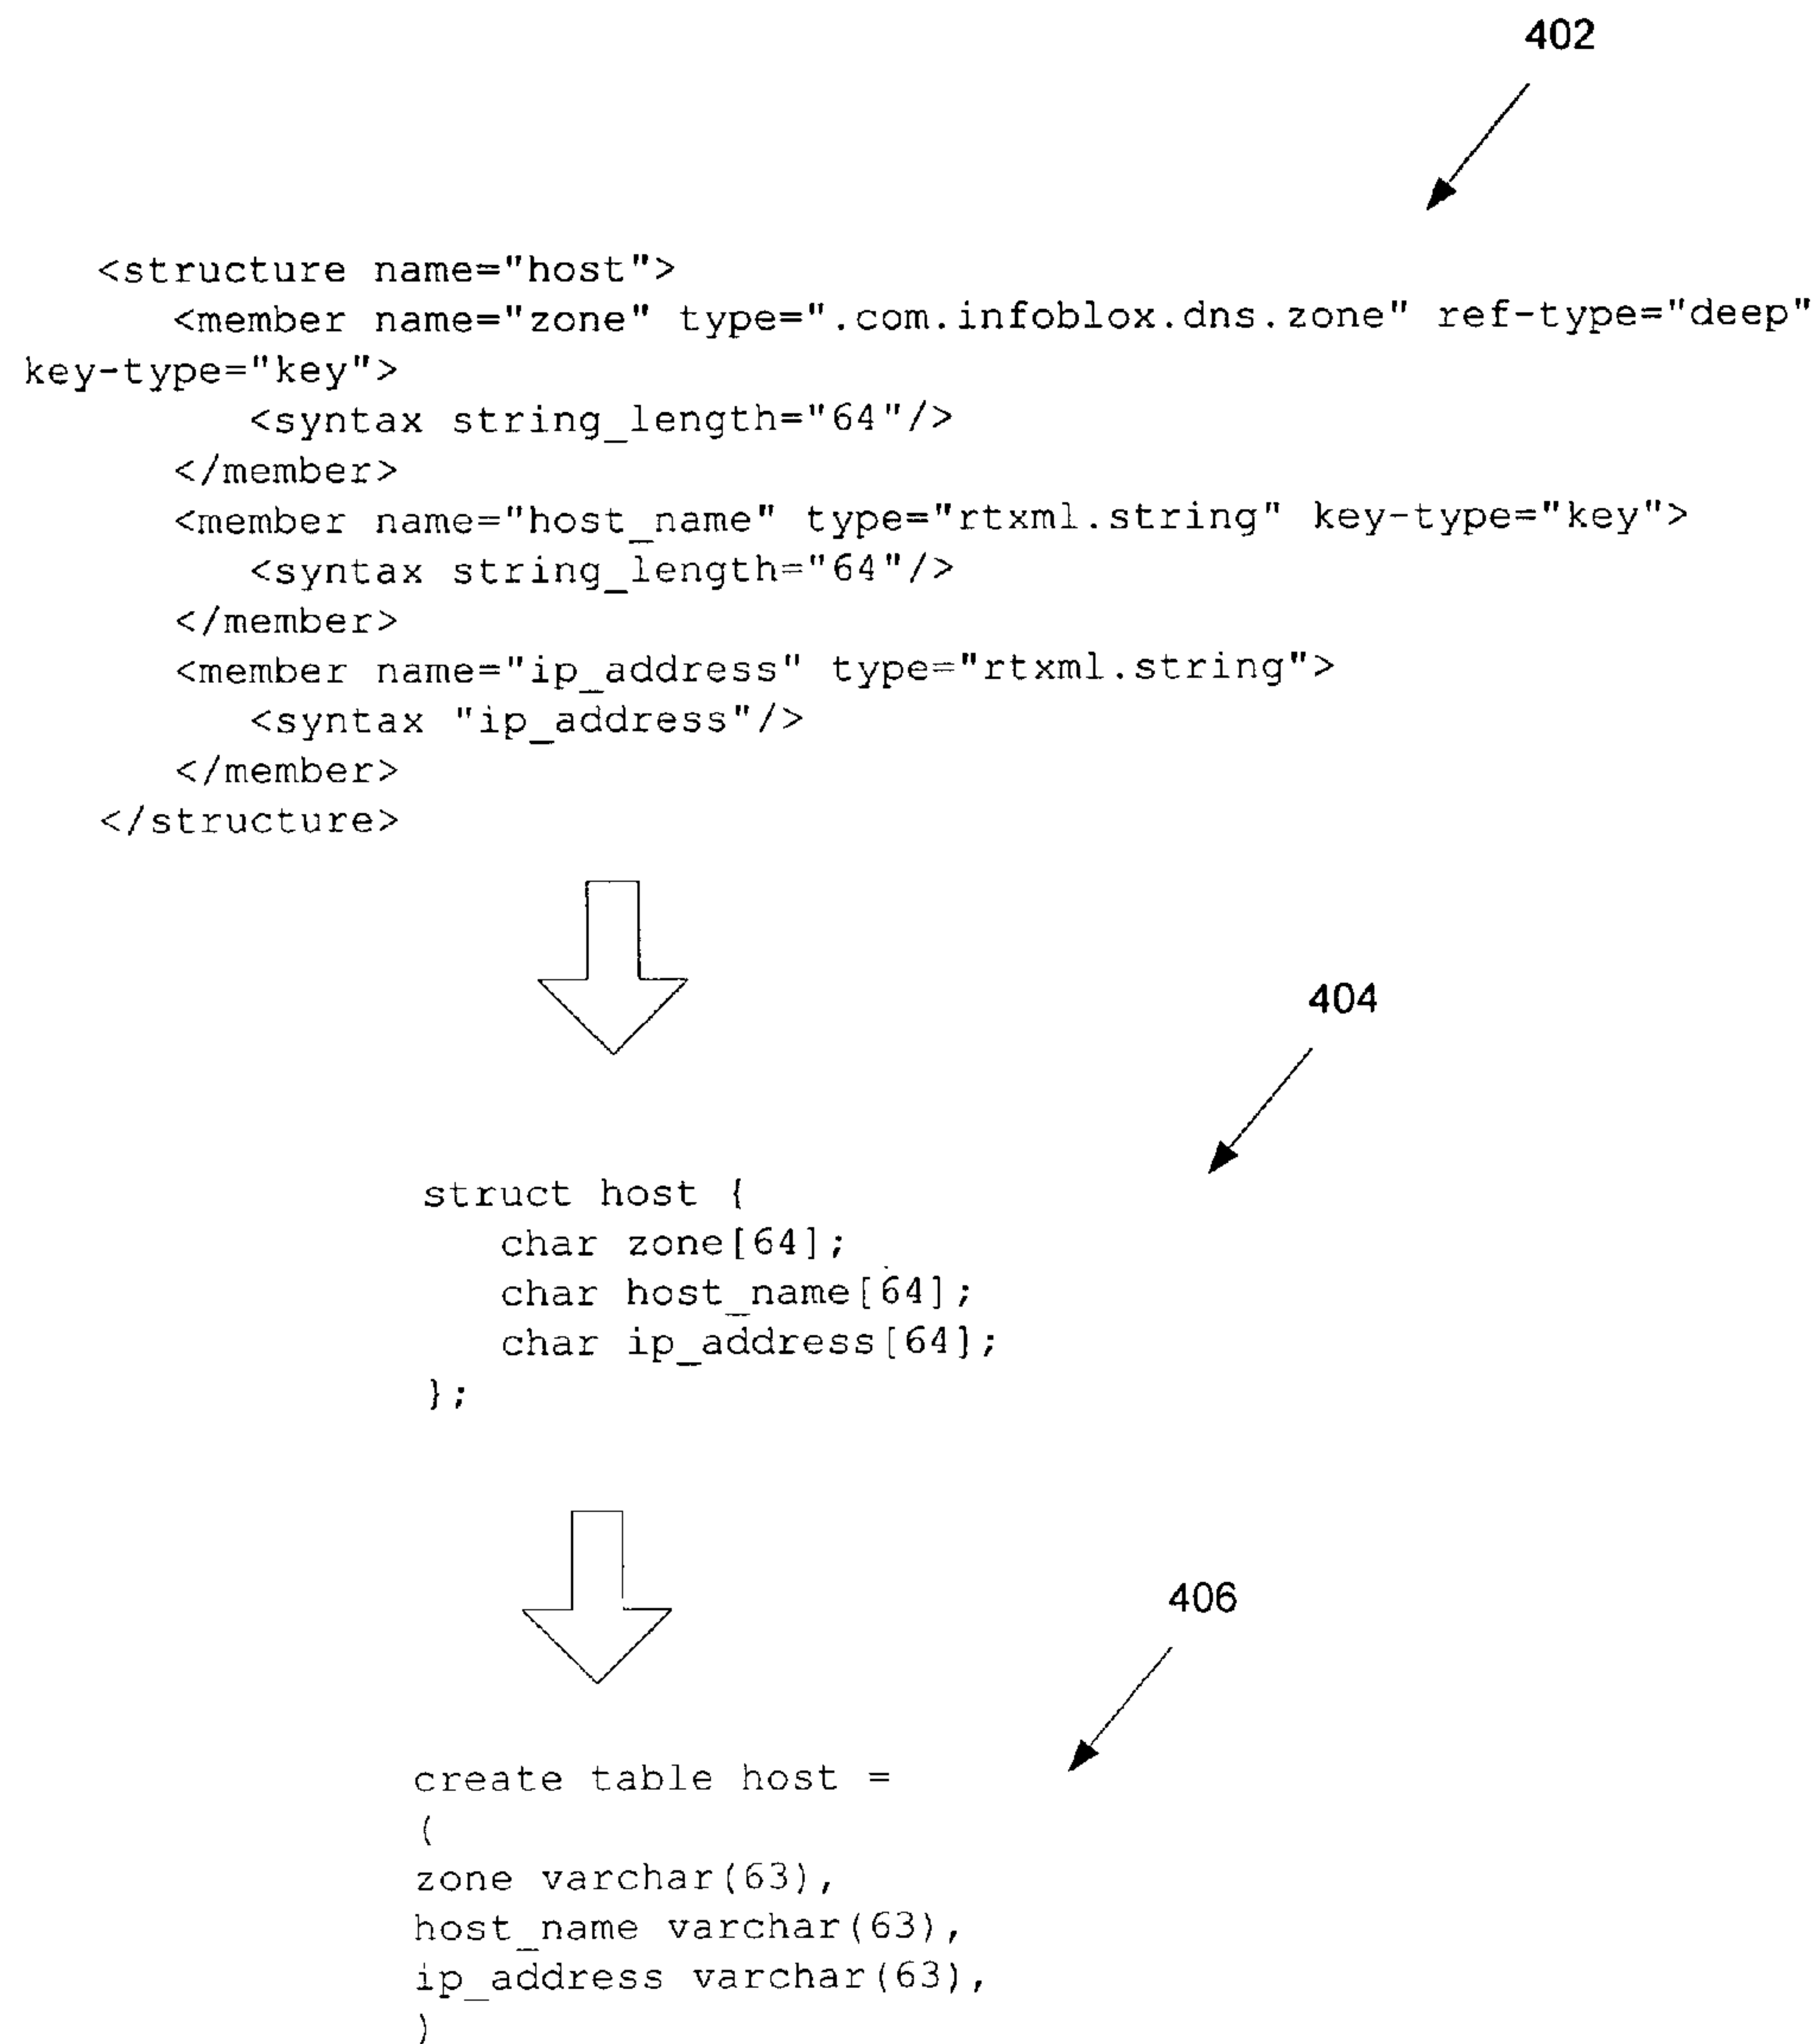 402
<structure name="host">
<member name="zone" type=".com.infoblox.dns.zone" ref-type="deep"
key-type="key">
<syntax string_length="64"/>
</member>
<member name="host_name" type="rtxml.string" key-type="key">
<syntax string_length="64"/>
</member>
<member name="ip_address" type="rtxml.string">
<syntax "ip_address"/>
</member>
</structure>
404
struct host {
char zone[64];
char host_name[64];
char ip_address[64];
};
406
create table host =
(
zone varchar(63),
host_name varchar(63),
ip_address varchar(63),
)